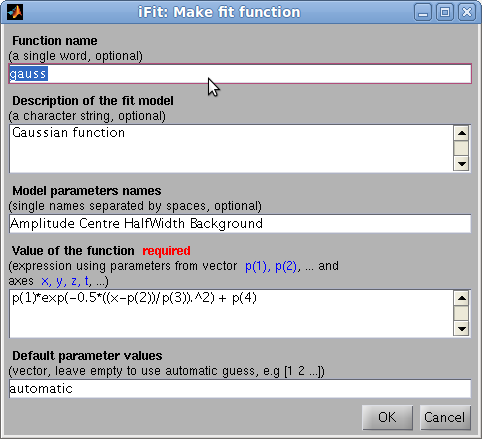 iFit: Make fit function
Function name
(a single word, optional)
gauss
Description of the fit model
(a character string, optional)
Gaussian function
Model parameters names
(single names separated by spaces, optional)
Amplitude Centre HalfWidth Background
Value of the function required
(expression using parameters from vector p(1), p(2), ... and
axes x, y, z, t, ...)
p(1)*exp(-0.5*((x-p(2))/p(3)).^2) + p(4)
Default parameter values
(vector, leave empty to use automatic guess, e.g [1 2 ...])
automatic
OK Cancel